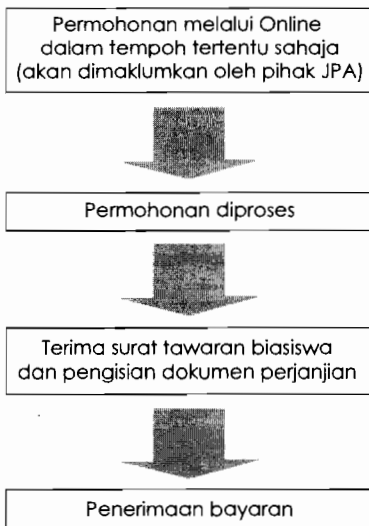 Permohonan melalui Online
dalam tempoh tertentu sahaja
(akan dimaklumkan oleh pihak JPA)
Permohonan diproses
Terima surat tawaran biasiswa
dan pengisian dokumen perjanjian
Penerimaan bayaran